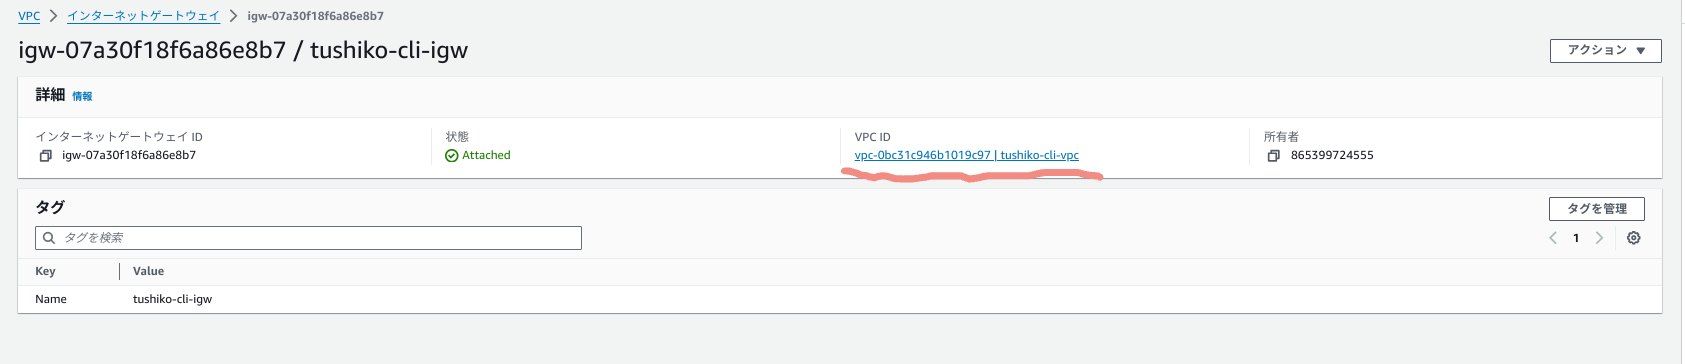 VPC > インターネットゲートウェイ > igw-07a30f18f6a86e8b7
igw-07a30f18f6a86e8b7 / tushiko-cli-igw
アクション ▼
詳細 情報
インターネットゲートウェイ ID
igw-07a30f18f6a86e8b7
状態
Attached
VPC ID
vpc-0bc31c946b1019c97 | tushiko-cli-vpc
所有者
865399724555
タグ
タグを管理
タグを検索
1
Key Value
Name tushiko-cli-igw